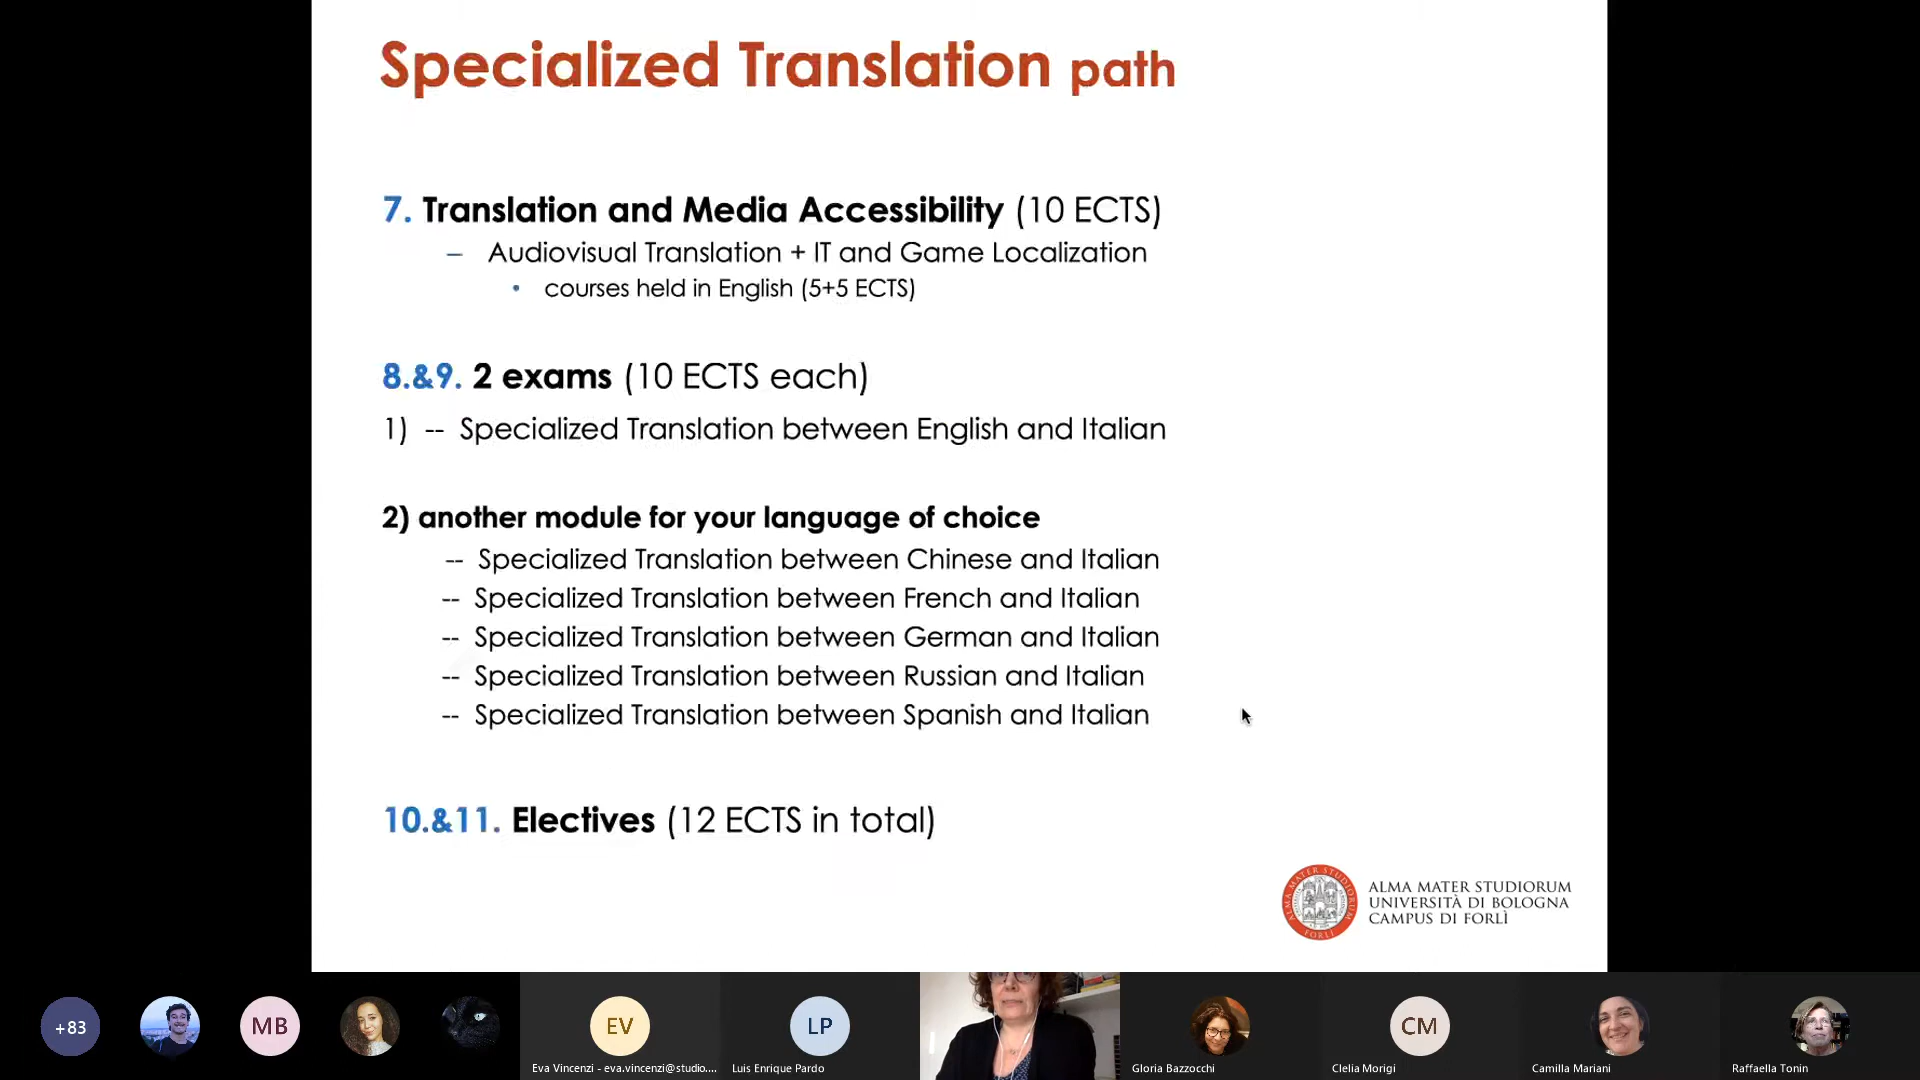 Specialized Translation path
7. Translation and Media Accessibility (10 ECTS)
– Audiovisual Translation + IT and Game Localization
• courses held in English (5+5 ECTS)
8.&9. 2 exams (10 ECTS each)
1) -- Specialized Translation between English and Italian
2) another module for your language of choice
-- Specialized Translation between Chinese and Italian
-- Specialized Translation between French and Italian
-- Specialized Translation between German and Italian
-- Specialized Translation between Russian and Italian
-- Specialized Translation between Spanish and Italian
10.&11. Electives (12 ECTS in total)
ALMA MATER STUDIORUM
UNIVERSITÀ DI BOLOGNA
CAMPUS DI FORLÌ
ALMA MATER STUDIORUM
FORLÌ
+83
MB
EV
LP
CM
Eva Vincenzi - eva.vincenzi@studio....
Luis Enrique Pardo
Gloria Bazzocchi
Clelia Morigi
Camilla Mariani
Raffaella Tonin